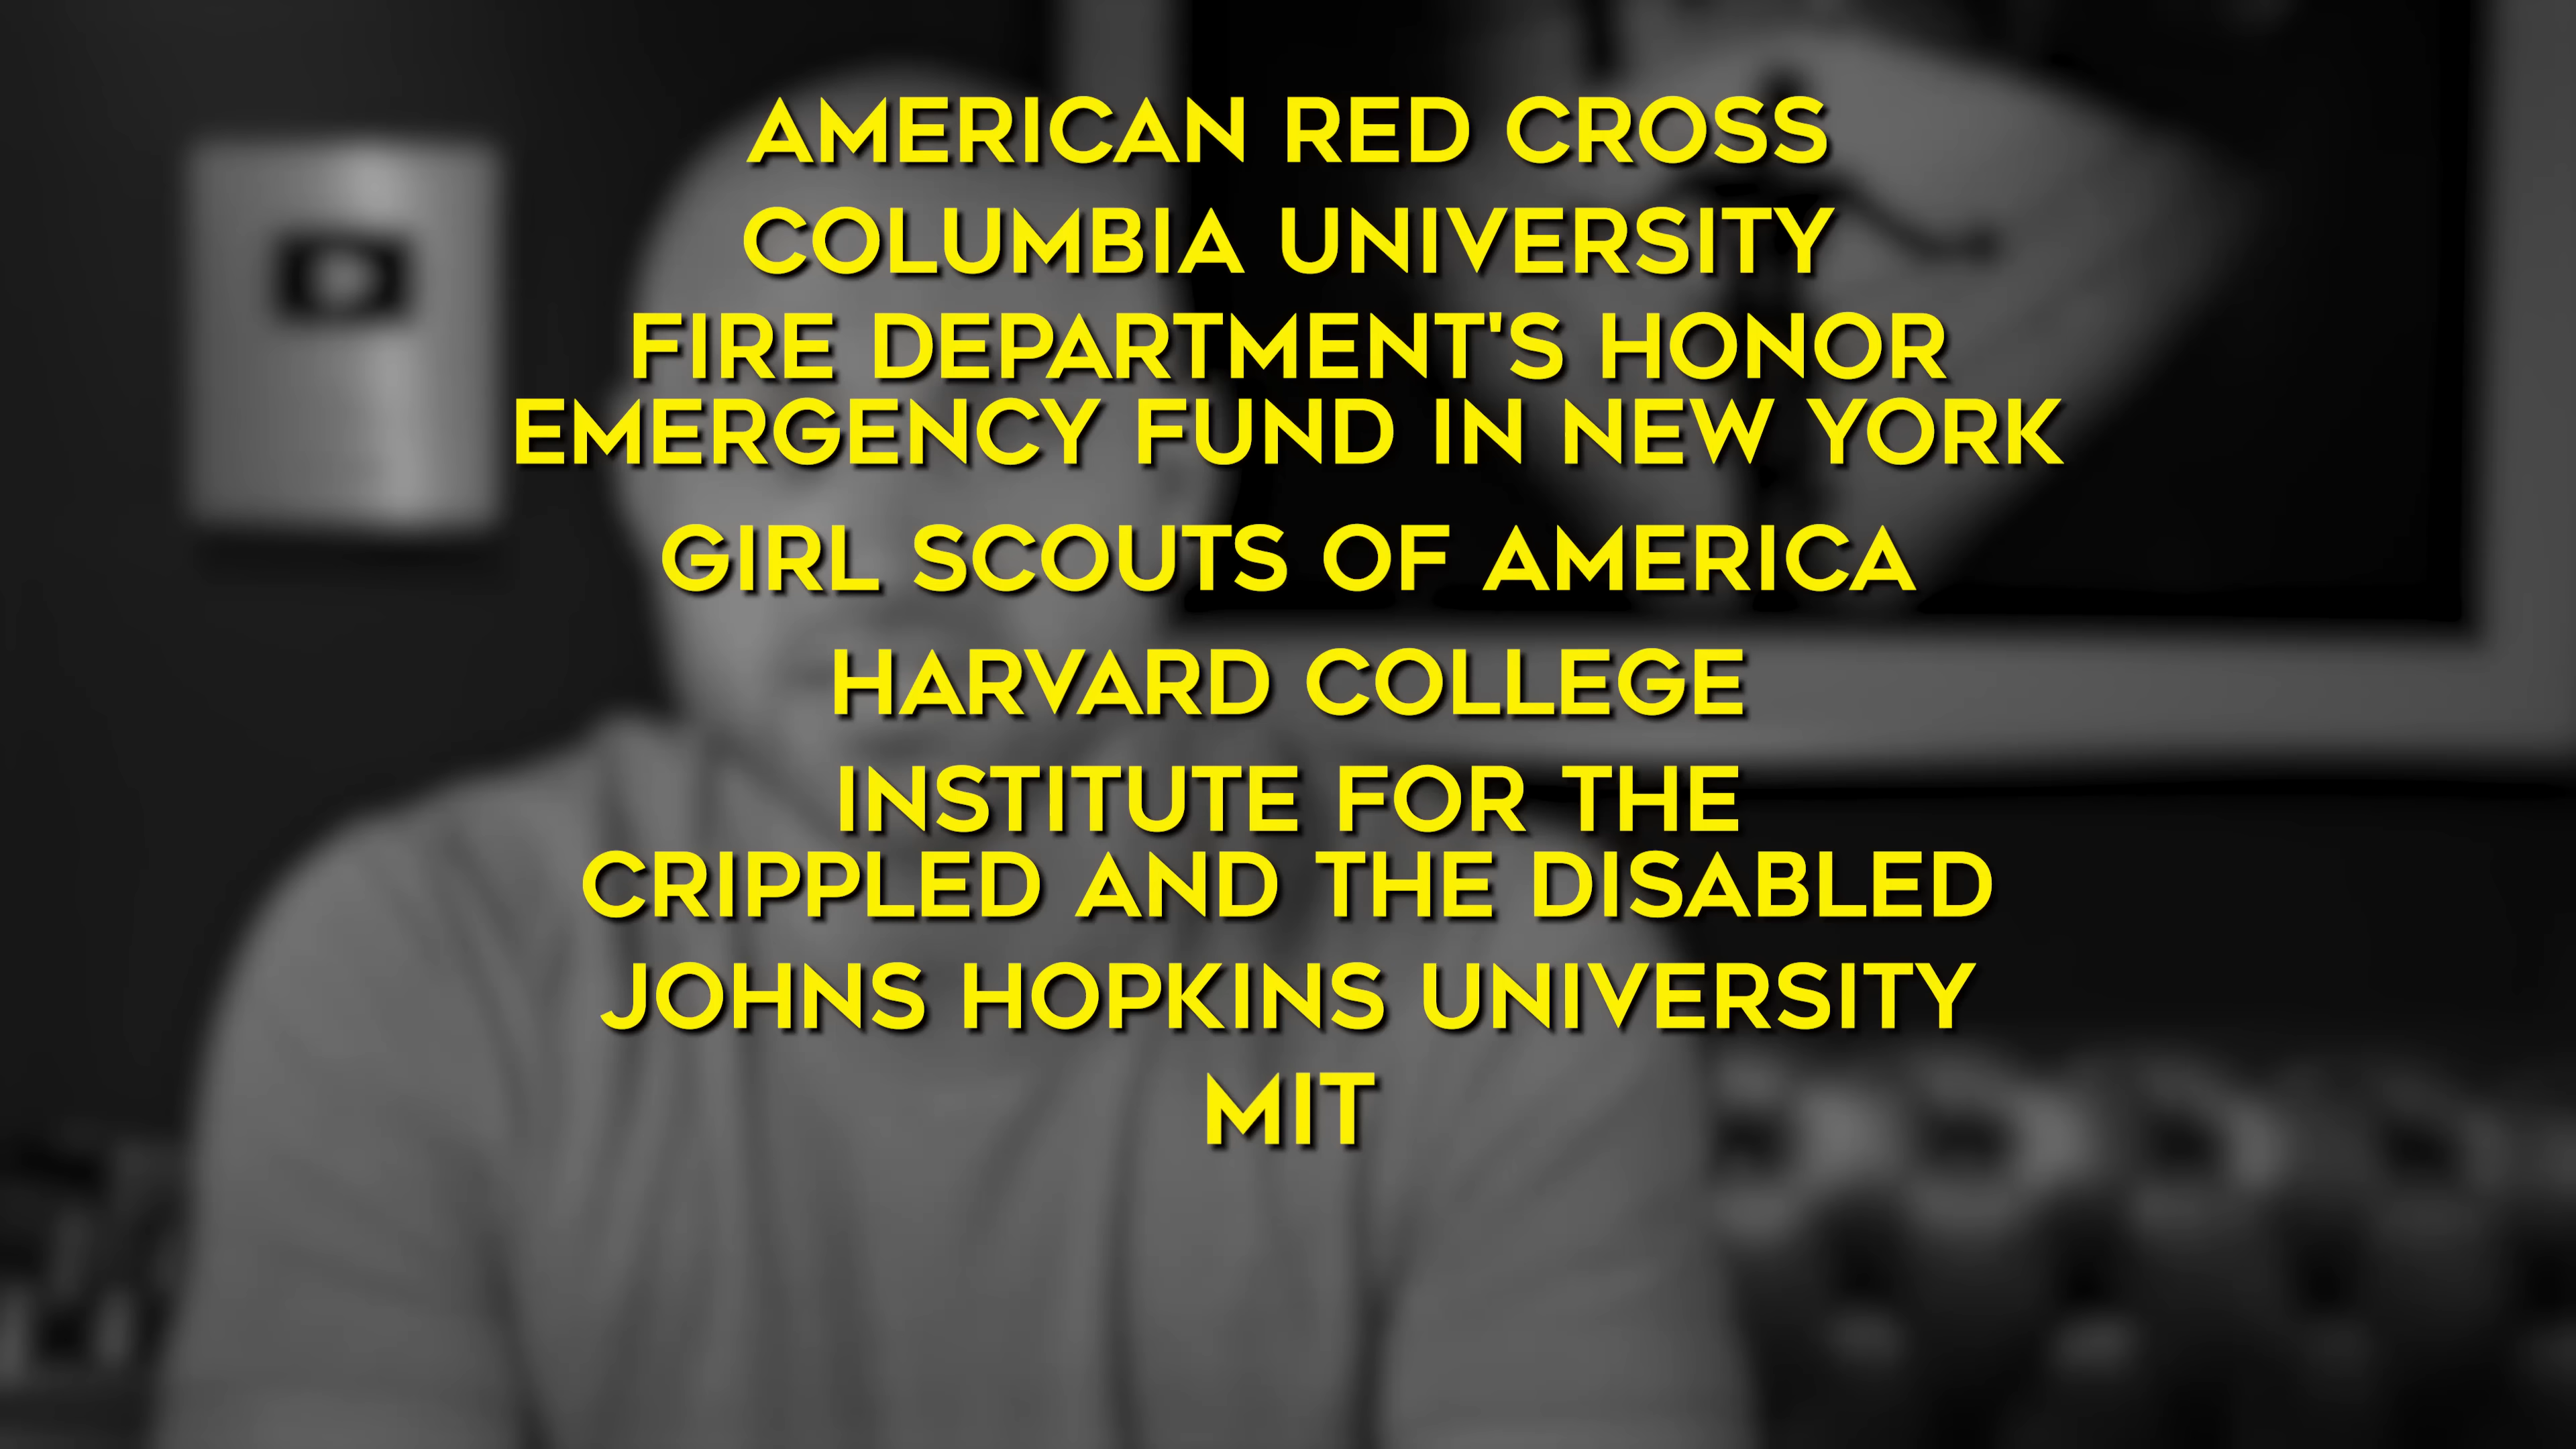 AMERICAN RED CROSS
COLUMBIA UNIVERSITY
FIRE DEPARTMENT'S HONOR
EMERGENCY FUND IN NEW YORK
GIRL SCOUTS OF AMERICA
HARVARD COLLEGE
INSTITUTE FOR THE
CRIPPLED AND THE DISABLED
JOHNS HOPKINS UNIVERSITY
MIT